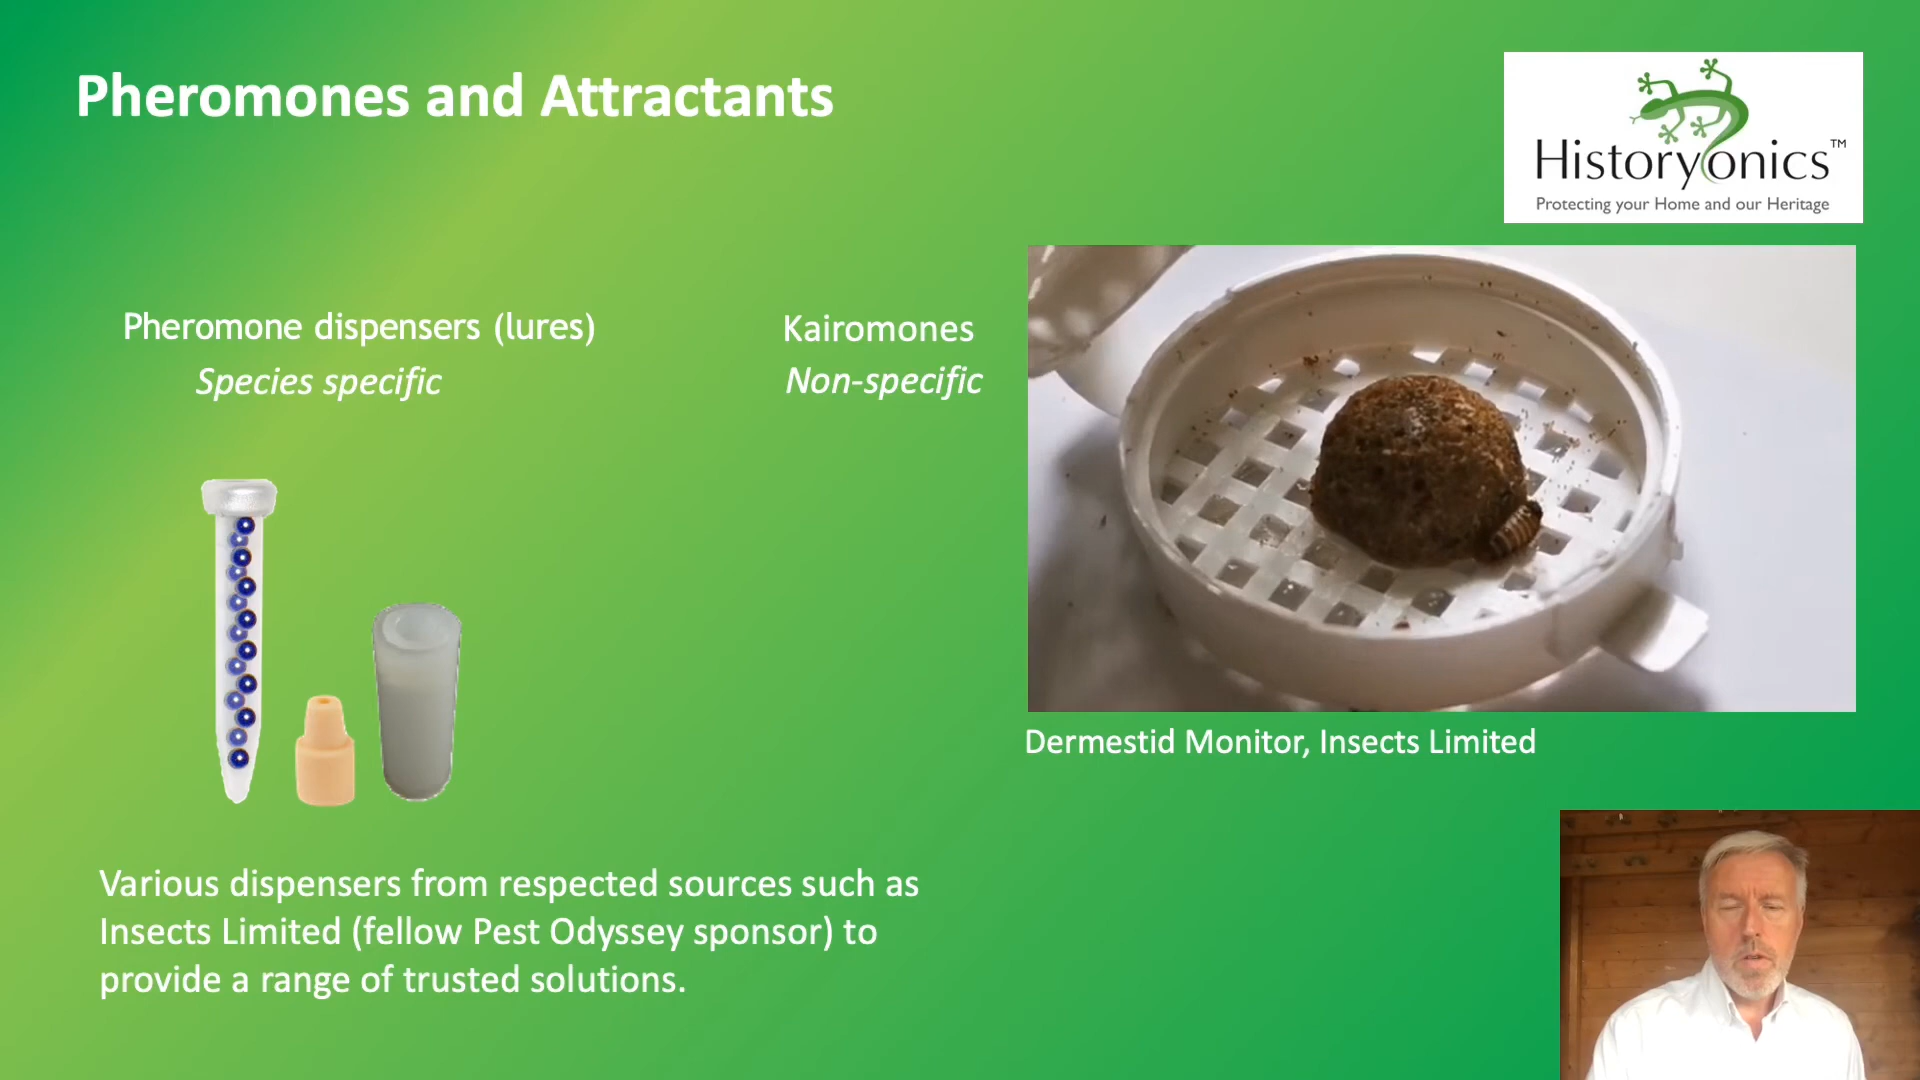 Pheromones and Attractants
History onics™
Protecting your Home and our Heritage
Pheromone dispensers (lures)
Species specific
Kairomones
Non-specific
Dermestid Monitor, Insects Limited
Various dispensers from respected sources such as
Insects Limited (fellow Pest Odyssey sponsor) to
provide a range of trusted solutions.